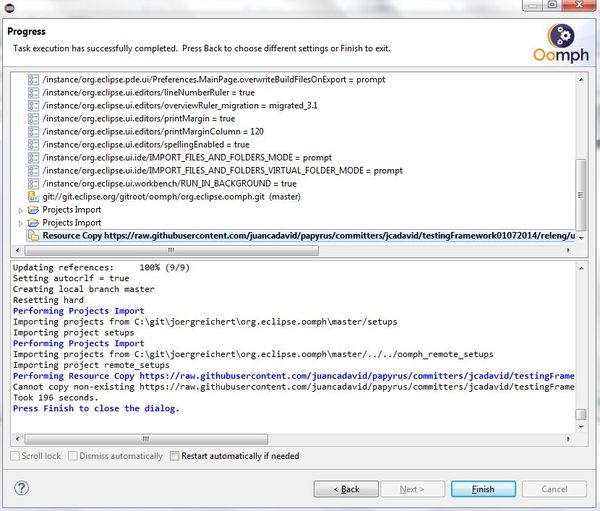 Progress
Task execution has successfully completed. Press Back to choose different settings or Finish to exit.
Oomph
/instance/org.eclipse.pde.ui/Preferences.MainPage.overwriteBuildFilesOnExport = prompt
/instance/org.eclipse.ui.editors/lineNumberRuler = true
/instance/org.eclipse.ui.editors/overviewRuler_migration = migrated_3.1
/instance/org.eclipse.ui.editors/printMargin = true
/instance/org.eclipse.ui.editors/printMarginColumn = 120
/instance/org.eclipse.ui.editors/spellingEnabled = true
/instance/org.eclipse.ui.ide/IMPORT_FILES_AND_FOLDERS_MODE = prompt
/instance/org.eclipse.ui.ide/IMPORT_FILES_AND_FOLDERS_VIRTUAL_FOLDER_MODE = prompt
/instance/org.eclipse.ui.workbench/RUN_IN_BACKGROUND = true
git://git.eclipse.org/gitroot/oomph/org.eclipse.oomph.git (master)
Projects Import
Projects Import
Resource Copy https://raw.githubusercontent.com/juancadavid/papyrus/committers/jcadavid/testingFramework01072014/releng/u
Updating references: 100% (9/9)
Setting autocrlf = true
Creating local branch master
Resetting hard
Performing Projects Import
Importing projects from C:\git\joergreichert\org.eclipse.oomph\master/setups
Importing project setups
Performing Projects Import
Importing projects from C:\git\joergreichert\org.eclipse.oomph\master/../../oomph_remote_setups
Importing project remote_setups
Performing Resource Copy https://raw.githubusercontent.com/juancadavid/papyrus/committers/jcadavid/testingFrame
Cannot copy non-existing https://raw.githubusercontent.com/juancadavid/papyrus/committers/jcadavid/testingFrame
Took 196 seconds.
Press Finish to close the dialog.
Scroll lock Dismiss automatically Restart automatically if needed
? < Back Next > Finish Cancel